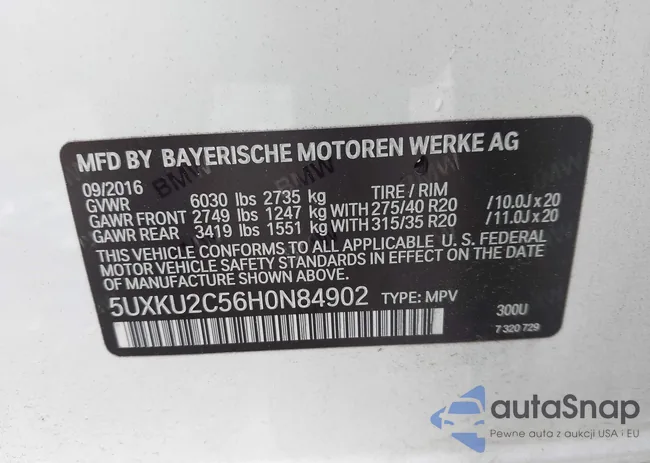 MFD BY BAYERISCHE MOTOREN WERKE AG
09/2016
GVWR 6030 lbs 2735 kg TIRE / RIM
GAWR FRONT 2749 lbs 1247 kg WITH 275/40 R20 /10.0J x 20
GAWR REAR 3419 lbs 1551 kg WITH 315/35 R20 /11.0J x 20
THIS VEHICLE CONFORMS TO ALL APPLICABLE U. S. FEDERAL
MOTOR VEHICLE SAFETY STANDARDS IN EFFECT ON THE DATE
OF MANUFACTURE SHOWN ABOVE.
5UXKU2C56H0N84902 TYPE: MPV 300U
7 320 729
autoSnap
Pewne auta z aukcji USA i EU